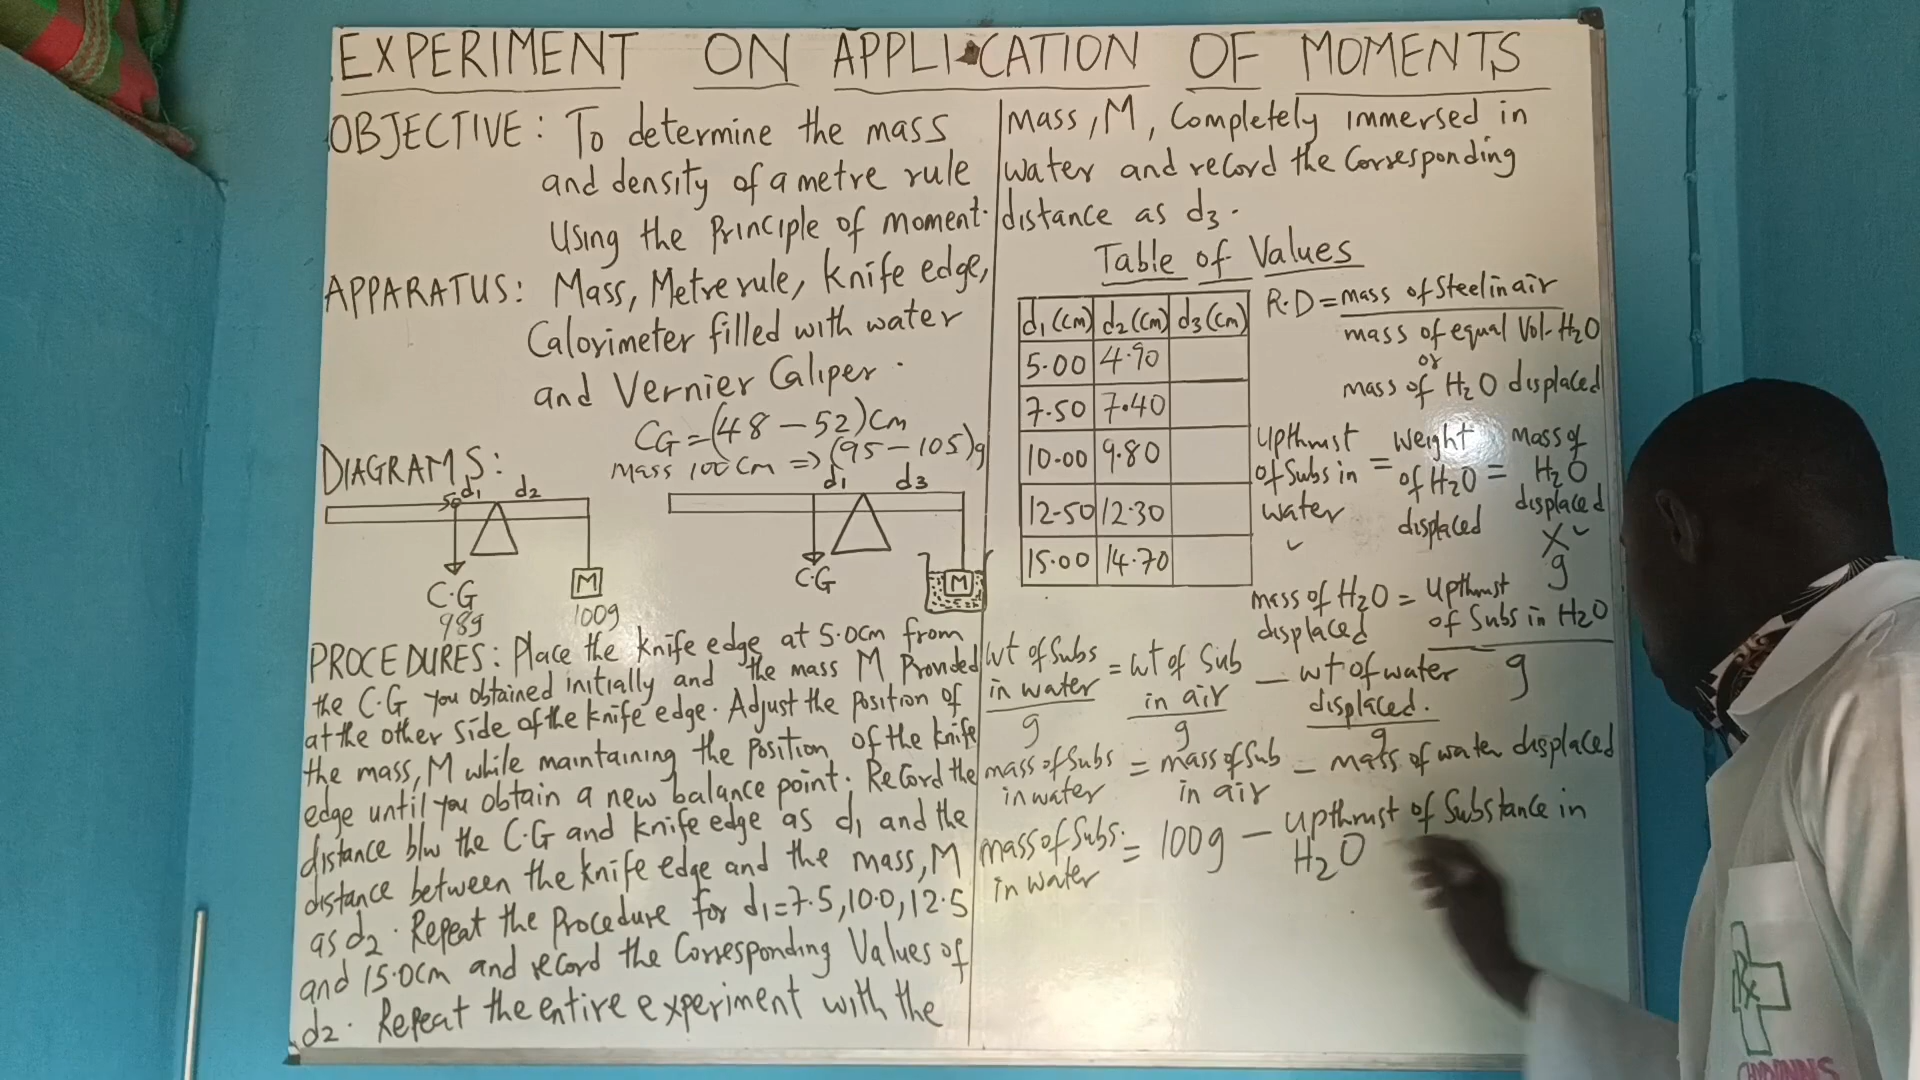 EXPERIMENT ON APPLICATION OF MOMENTS
OBJECTIVE: To determine the mass
and density of a metre rule
Using the Principle of moment.
APPARATUS: Mass, Metre rule, Knife edge,
Calorimeter filled with water
and Vernier Caliper.
CG = (48 - 52) cm
Mass 100cm => (95 - 105)g
DIAGRAMS:
50 d1 d2
C.G
98g
M
100g
d1 d3
C.G
M
PROCEDURES: Place the knife edge at 5.0cm from
the C.G you obtained initially and the mass M Provided
at the other side of the knife edge. Adjust the position of
the mass, M while maintaining the position of the knife
edge until you obtain a new balance point. Record the
distance b/w the C.G and knife edge as d1 and the
distance between the knife edge and the mass, M
as d2. Repeat the procedure for d1 = 7.5, 10.0, 12.5
and 15.0cm and record the Corresponding Values of
d2. Repeat the entire experiment with the
mass, M, Completely immersed in
water and record the Corresponding
distance as d3.
Table of Values
d1 (cm) d2 (cm) d3 (cm)
5.00 4.90
7.50 7.40
10.00 9.80
12.50 12.30
15.00 14.70
R.D = mass of Steel in air
mass of equal Vol. H2O
or
mass of H2O displaced
Upthrust of Subs in water = Weight of H2O displaced = Mass of H2O displaced
X
g
mass of H2O displaced = Upthrust of Subs in H2O
g
wt of Subs in water = wt of Sub in air - wt of water displaced.
g g g
mass of Subs in water = mass of Sub in air - mass of water displaced
mass of Subs. in water = 100g - Upthrust of Substance in H2O
Rx